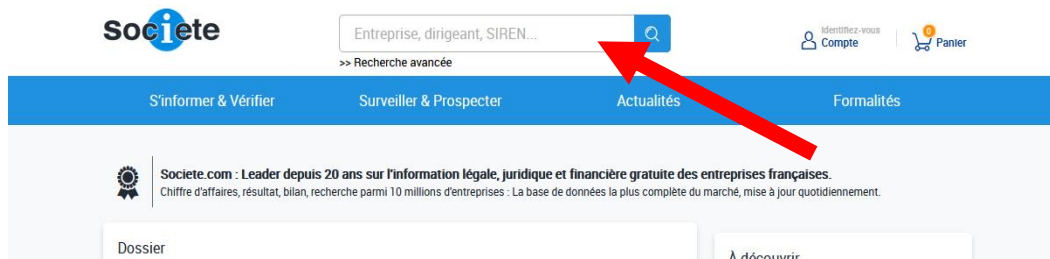 Societe
Entreprise, dirigeant, SIREN...
>> Recherche avancée
Identifiez-vous
Compte
0
Panier
S'informer & Vérifier
Surveiller & Prospecter
Actualités
Formalités
Societe.com : Leader depuis 20 ans sur l'information légale, juridique et financière gratuite des entreprises françaises.
Chiffre d'affaires, résultat, bilan, recherche parmi 10 millions d'entreprises : La base de données la plus complète du marché, mise à jour quotidiennement.
Dossier
À découvrir